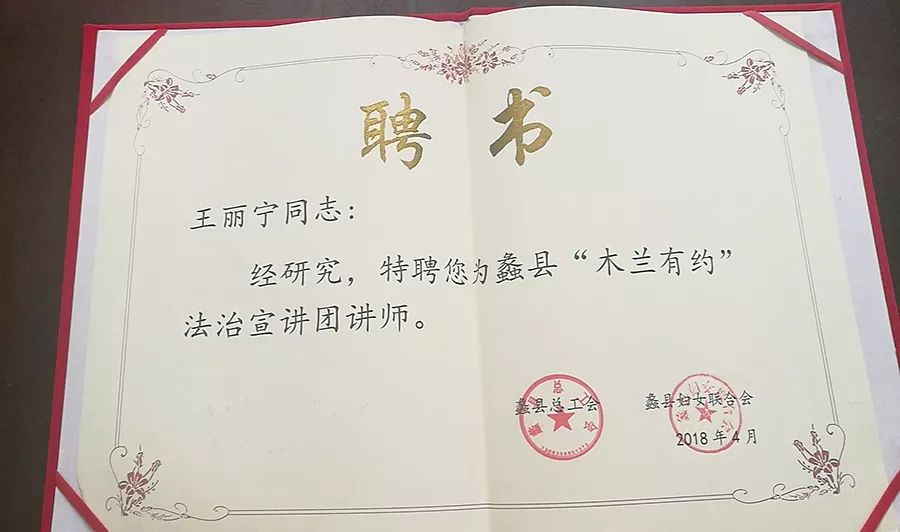 聘书
王丽宁同志：
经研究，特聘您为蠡县“木兰有约”
法治宣讲团讲师。
蠡县总工会 蠡县妇女联合会
2018年4月